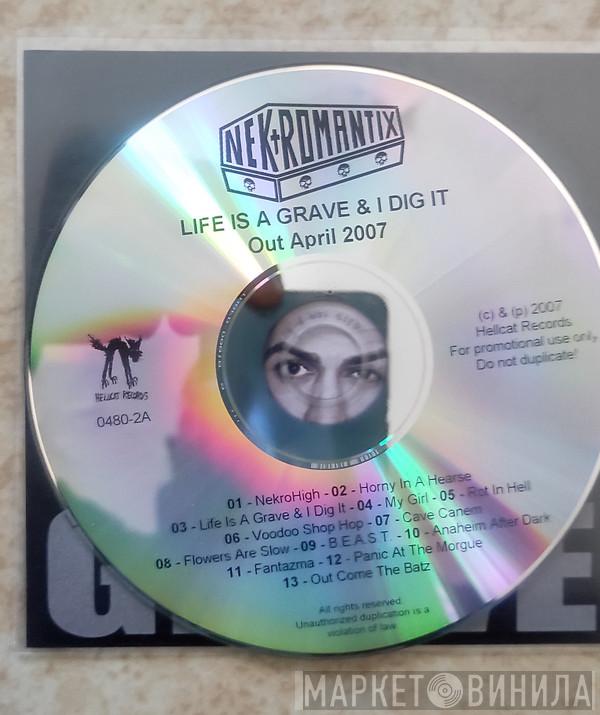 NEK†ROMANTIX
LIFE IS A GRAVE & I DIG IT
Out April 2007
(c) & (p) 2007
Hellcat Records
For promotional use only,
Do not duplicate!
HELLCAT RECORDS
0480-2A
01 - NekroHigh - 02 - Horny In A Hearse
03 - Life Is A Grave & I Dig It - 04 - My Girl - 05 - Rot In Hell
06 - Voodoo Shop Hop - 07 - Cave Canem
08 - Flowers Are Slow - 09 - B.E.A.S.T. - 10 - Anaheim After Dark
11 - Fantazma - 12 - Panic At The Morgue
13 - Out Come The Batz
All rights reserved.
Unauthorized duplication is a
violation of law.
МАРКЕТ ВИНИЛА